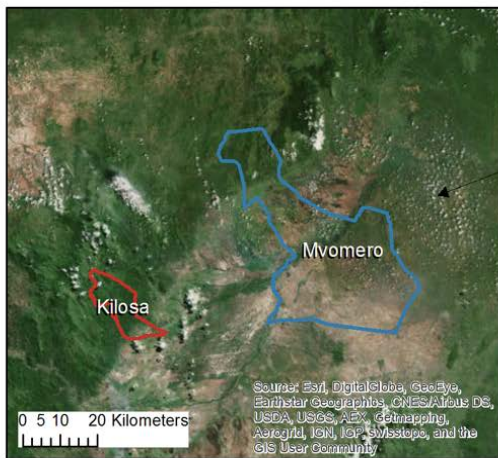 Mvomero
Kilosa
Source: Esri, DigitalGlobe, GeoEye,
Earthstar Geographics, CNES/Airbus DS,
USDA, USGS, AEX, Getmapping,
Aerogrid, IGN, IGP, swisstopo, and the
GIS User Community
0 5 10 20 Kilometers